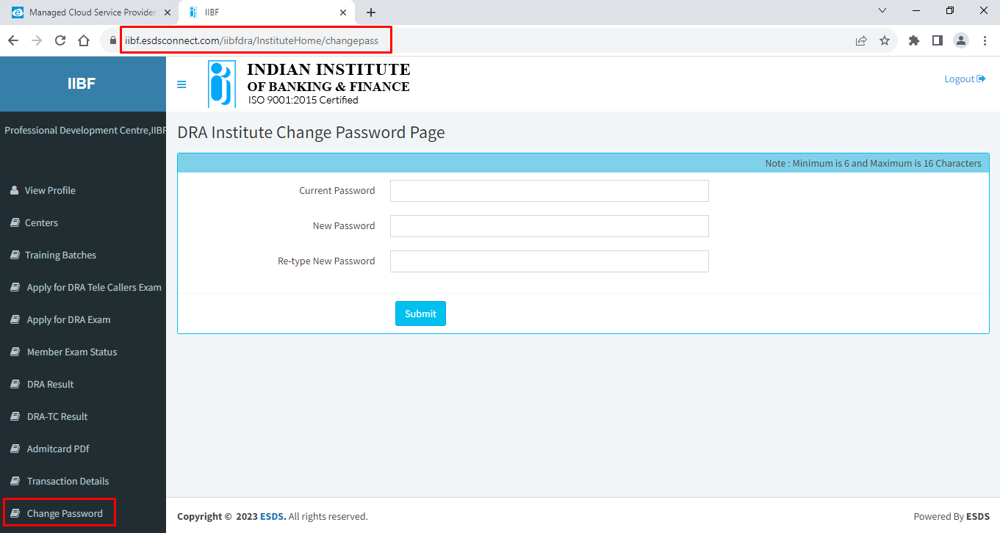 Managed Cloud Service Provider
IIBF
iibf.esdsconnect.com/iibfdra/InstituteHome/changepass
IIBF
INDIAN INSTITUTE
OF BANKING & FINANCE
ISO 9001:2015 Certified
Logout
Professional Development Centre,IIBF
View Profile
Centers
Training Batches
Apply for DRA Tele Callers Exam
Apply for DRA Exam
Member Exam Status
DRA Result
DRA-TC Result
Admitcard PDf
Transaction Details
Change Password
DRA Institute Change Password Page
Note : Minimum is 6 and Maximum is 16 Characters
Current Password
New Password
Re-type New Password
Submit
Copyright © 2023 ESDS. All rights reserved.
Powered By ESDS